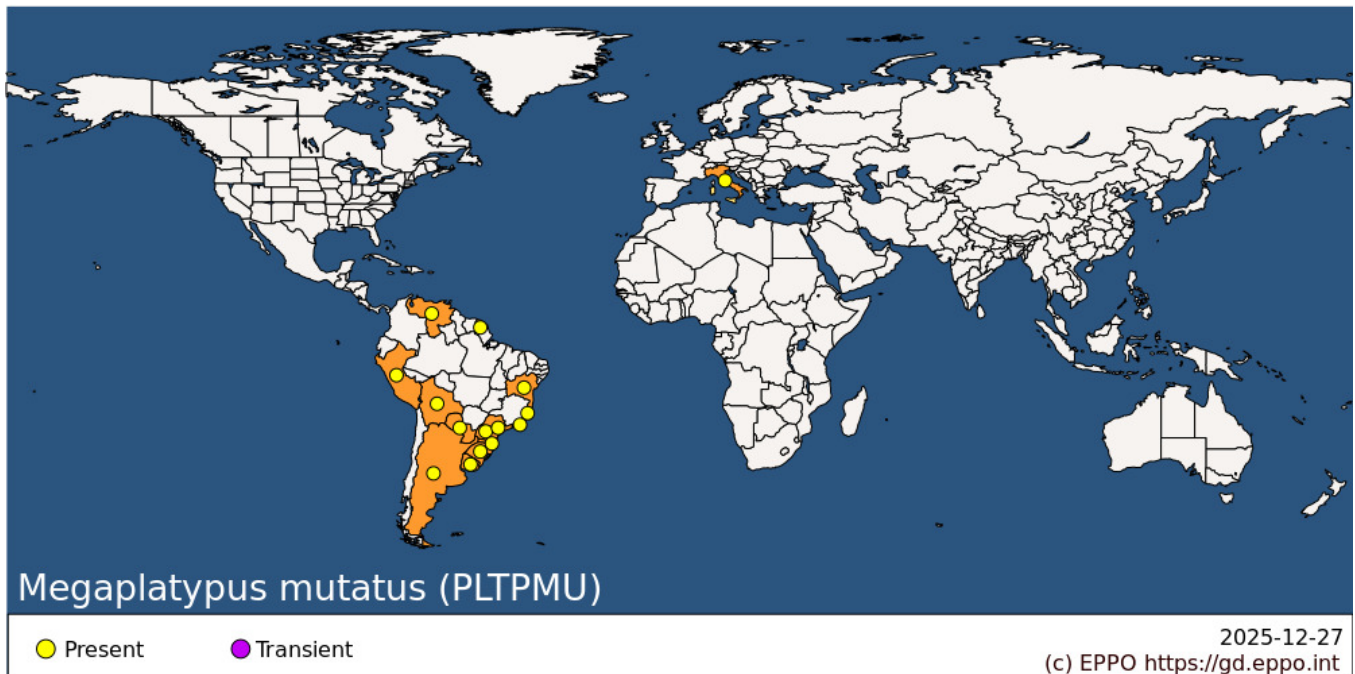 Megaplatypus mutatus (PLTPMU)
Present
Transient
2025-12-27
(c) EPPO https://gd.eppo.int